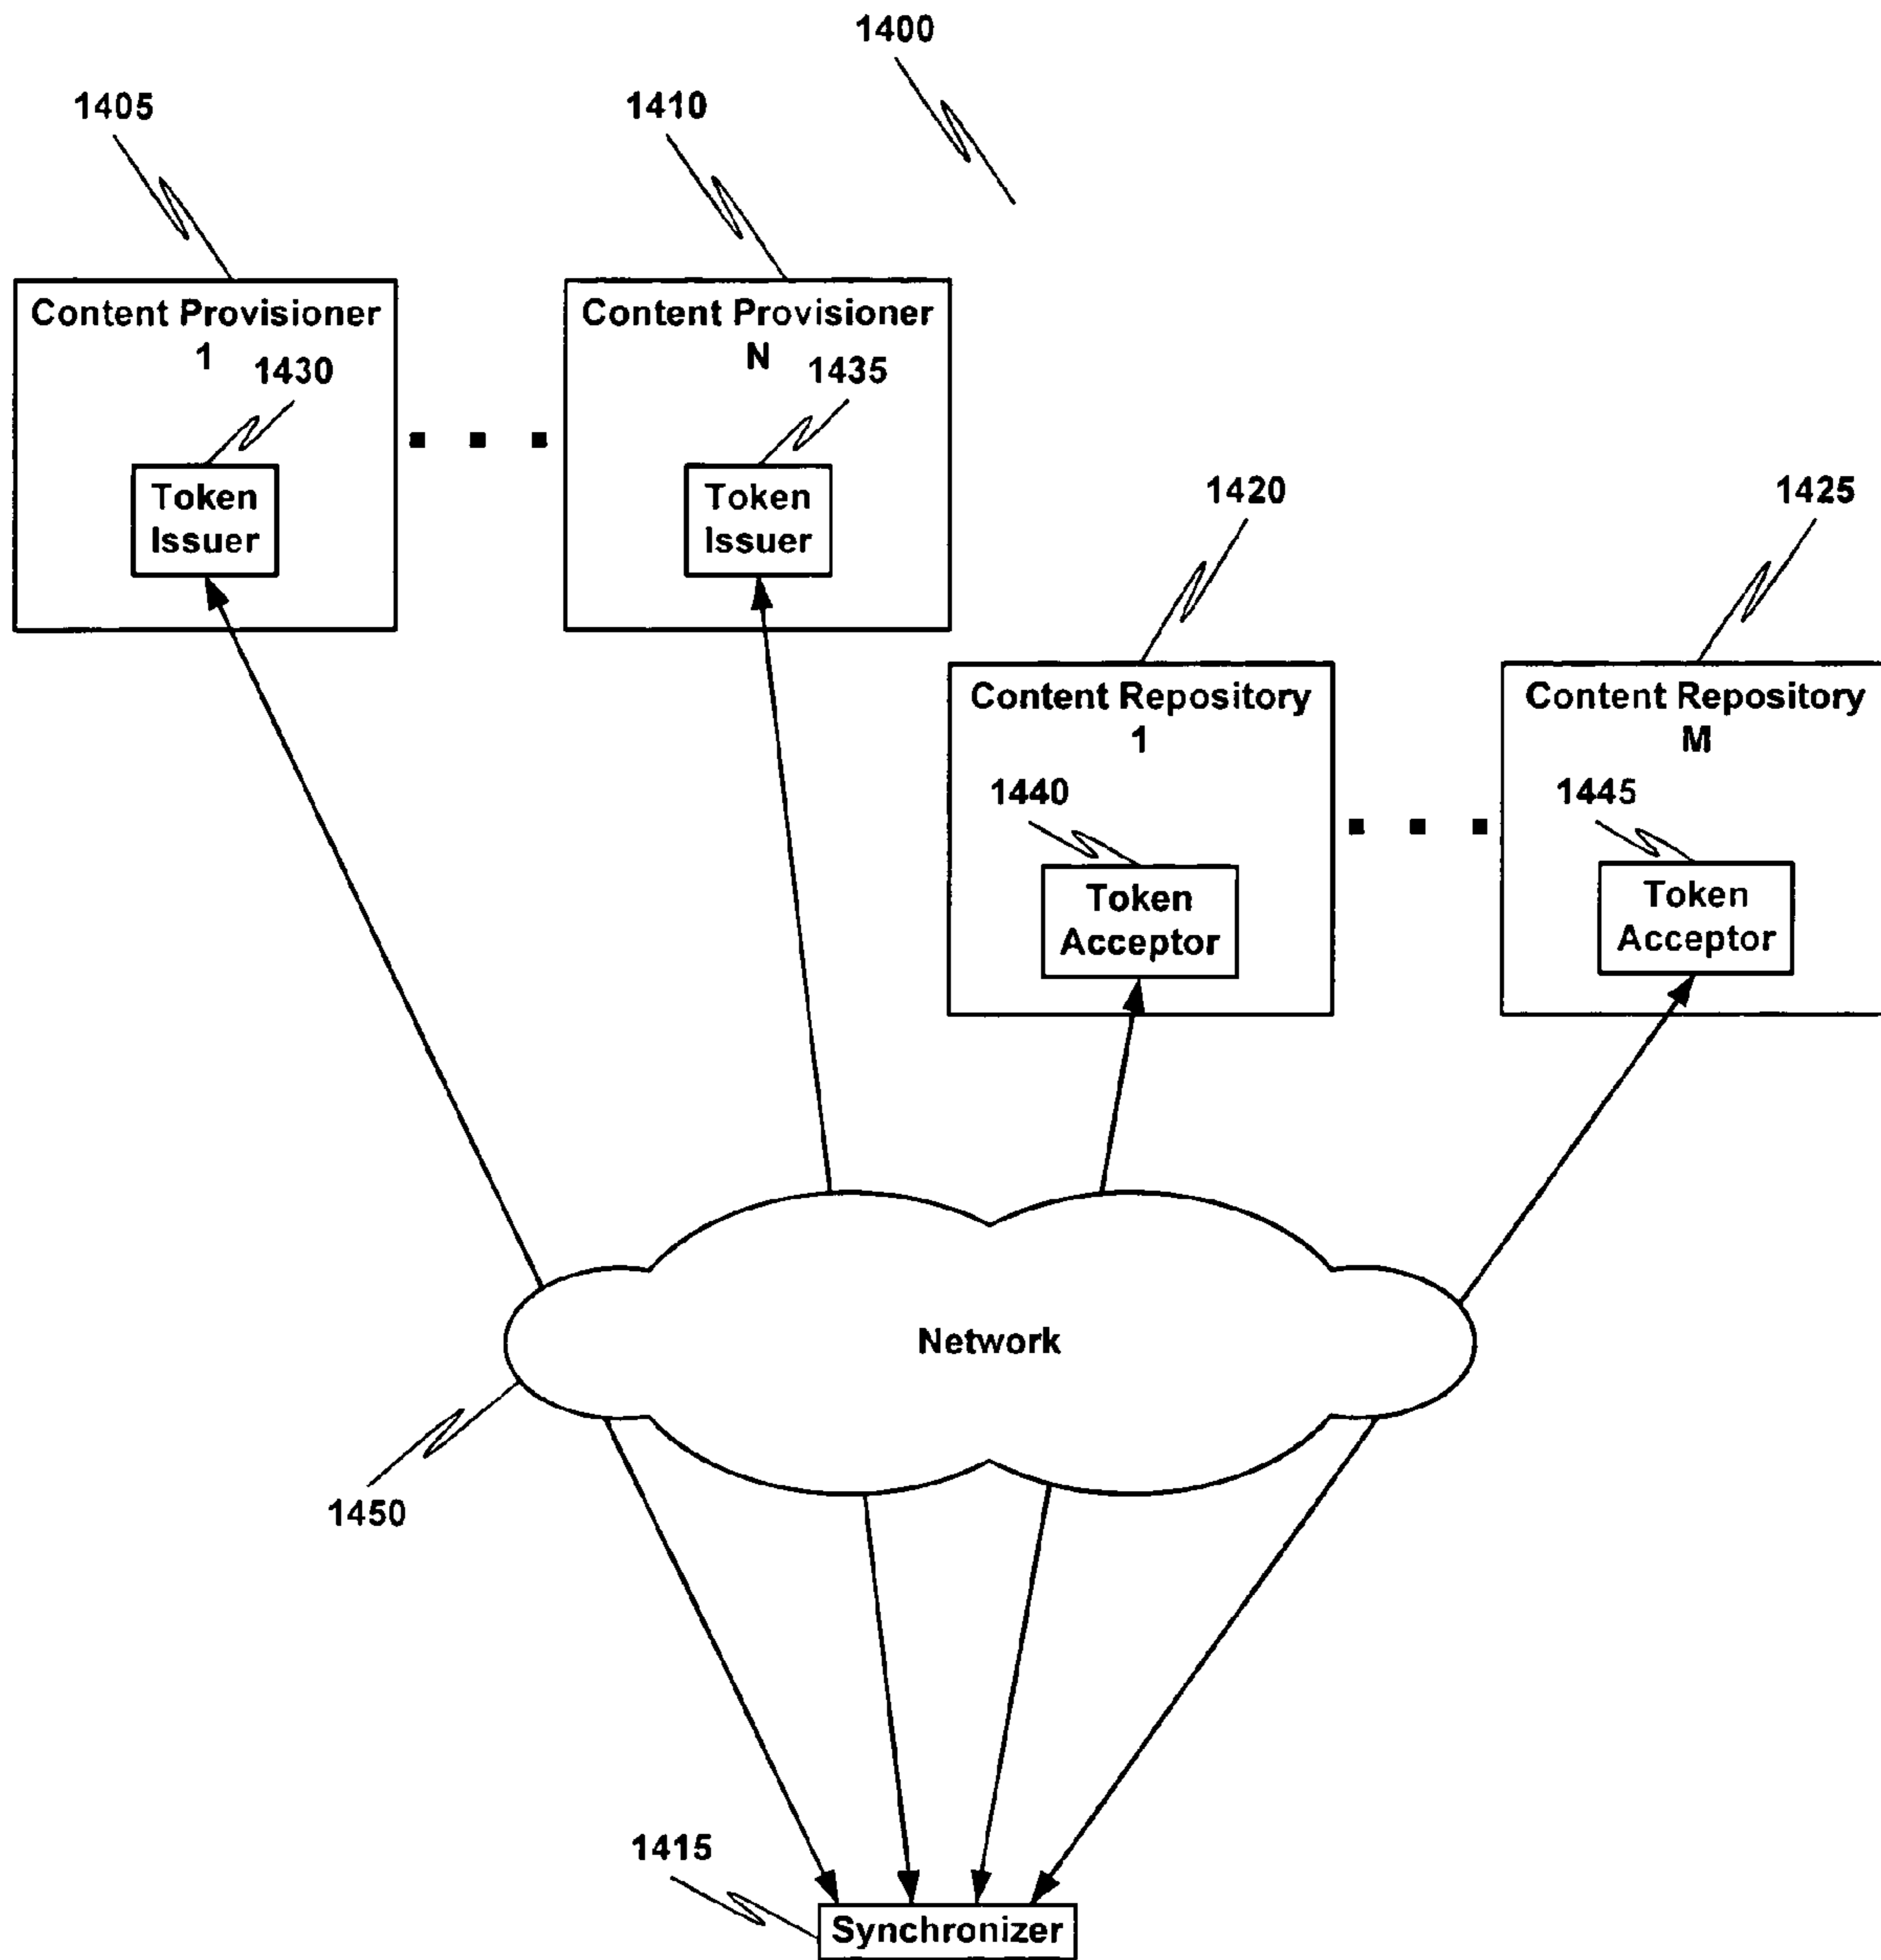 1400
1405
1410
Content Provisioner
1
1430
Token
Issuer
Content Provisioner
N
1435
Token
Issuer
1420
1425
Content Repository
1
1440
Token
Acceptor
Content Repository
M
1445
Token
Acceptor
Network
1450
1415
Synchronizer